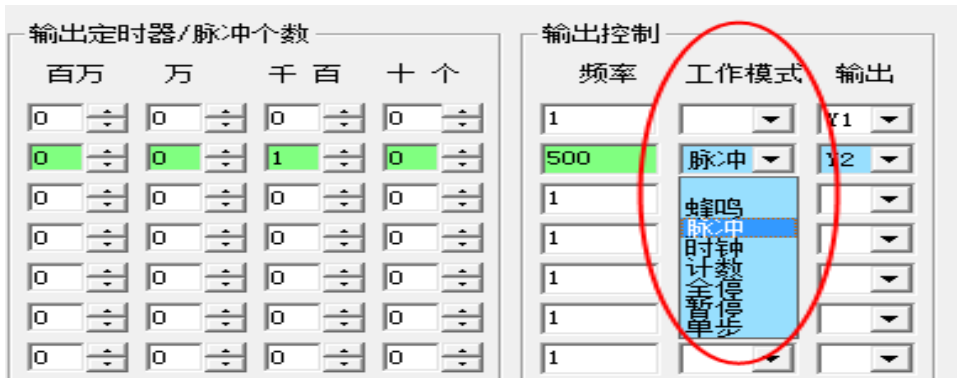 输出定时器/脉冲个数 输出控制
百万 万 千 百 十 个 频率 工作模式 输出
0 0 0 0 1 Y1
0 0 1 0 500 脉冲 Y2
0 0 0 0 1
蜂鸣
脉冲
0 0 0 0 1
时钟
计数
0 0 0 0 1
全停
暂停
0 0 0 0 1
单步
0 0 0 0 1